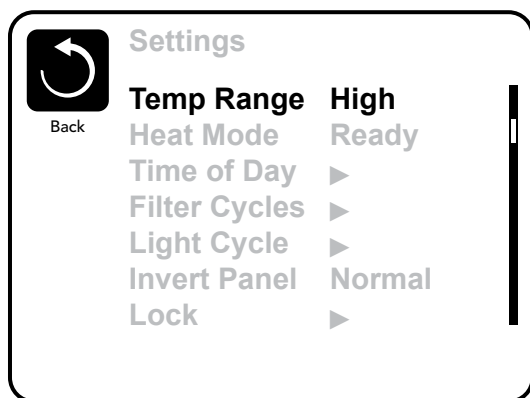 Settings
Back
Temp Range High
Heat Mode Ready
Time of Day ▶
Filter Cycles ▶
Light Cycle ▶
Invert Panel Normal
Lock ▶